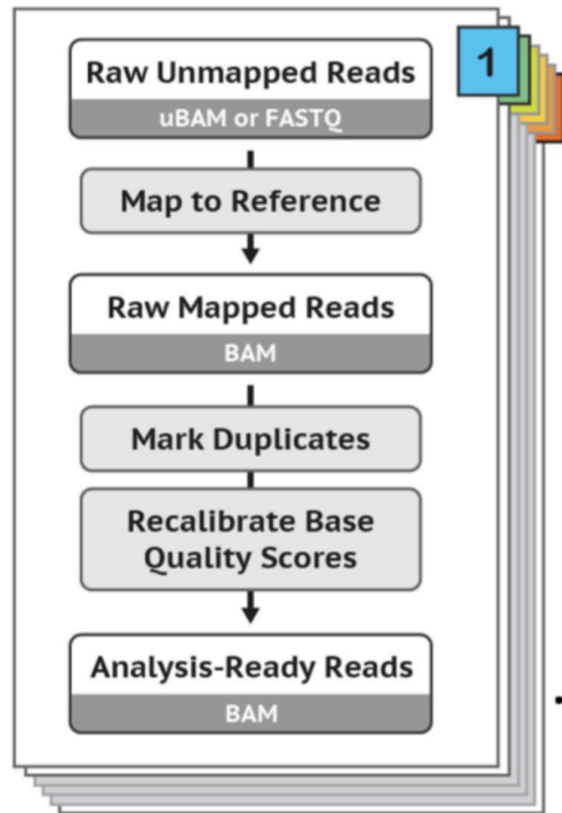 1
Raw Unmapped Reads
uBAM or FASTQ
Map to Reference
Raw Mapped Reads
BAM
Mark Duplicates
Recalibrate Base
Quality Scores
Analysis-Ready Reads
BAM